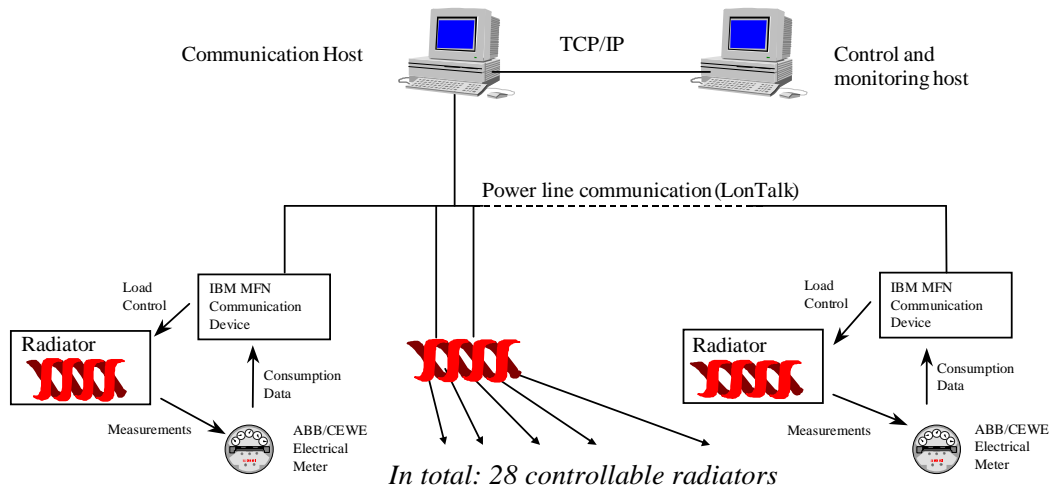 Communication Host
TCP/IP
Control and
monitoring host
Power line communication (LonTalk)
Load
Control
IBM MFN
Communication
Device
Radiator
Consumption
Data
Measurements
ABB/CEWE
Electrical
Meter
Load
Control
IBM MFN
Communication
Device
Radiator
Consumption
Data
Measurements
ABB/CEWE
Electrical
Meter
In total: 28 controllable radiators